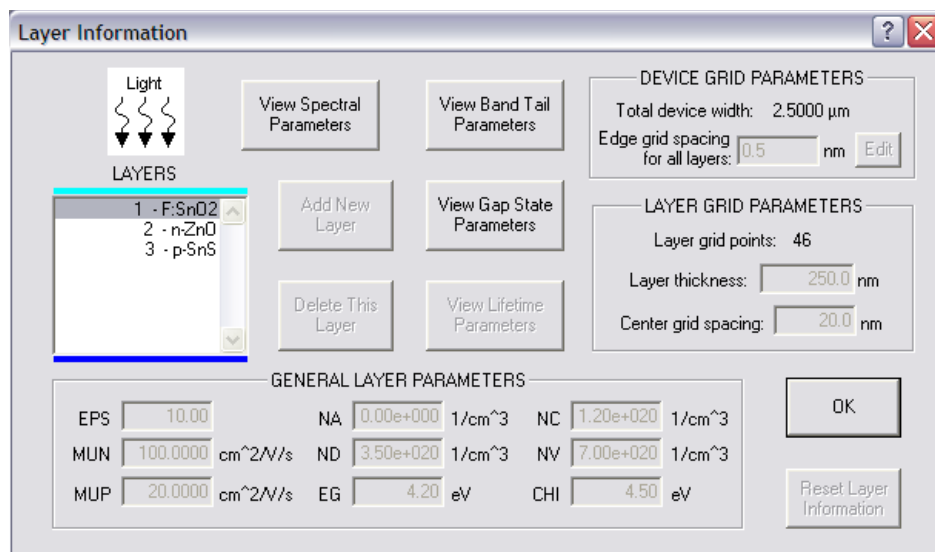 Layer Information
?
X
Light
LAYERS
1 - F:SnO2
2 - n-ZnO
3 - p-SnS
View Spectral
Parameters
View Band Tail
Parameters
Add New
Layer
View Gap State
Parameters
Delete This
Layer
View Lifetime
Parameters
DEVICE GRID PARAMETERS
Total device width: 2.5000 µm
Edge grid spacing
for all layers: 0.5 nm Edit
LAYER GRID PARAMETERS
Layer grid points: 46
Layer thickness: 250.0 nm
Center grid spacing: 20.0 nm
GENERAL LAYER PARAMETERS
EPS 10.00 NA 0.00e+000 1/cm^3 NC 1.20e+020 1/cm^3
MUN 100.0000 cm^2/V/s ND 3.50e+020 1/cm^3 NV 7.00e+020 1/cm^3
MUP 20.0000 cm^2/V/s EG 4.20 eV CHI 4.50 eV
OK
Reset Layer
Information